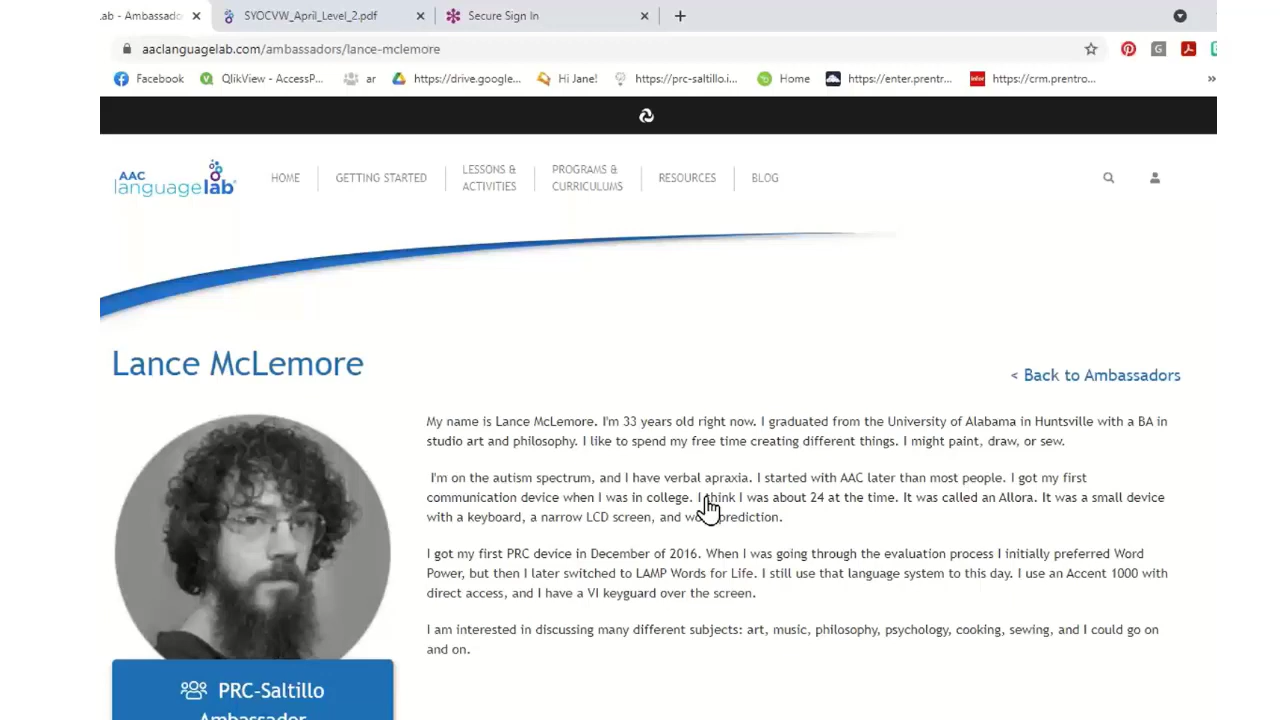 .ab - Ambassado
SYOCVW_April_Level_2.pdf
Secure Sign In
aaclanguagelab.com/ambassadors/lance-mclemore
Facebook
QlikView - AccessP...
ar
https://drive.google...
Hi Jane!
https://prc-saltillo.i...
Home
https://enter.prentr...
https://crm.prentro...
AAC
languagelab
HOME
GETTING STARTED
LESSONS &
ACTIVITIES
PROGRAMS &
CURRICULUMS
RESOURCES
BLOG
Lance McLemore
< Back to Ambassadors
My name is Lance McLemore. I'm 33 years old right now. I graduated from the University of Alabama in Huntsville with a BA in
studio art and philosophy. I like to spend my free time creating different things. I might paint, draw, or sew.
I'm on the autism spectrum, and I have verbal apraxia. I started with AAC later than most people. I got my first
communication device when I was in college. I think I was about 24 at the time. It was called an Allora. It was a small device
with a keyboard, a narrow LCD screen, and prediction.
I got my first PRC device in December of 2016. When I was going through the evaluation process I initially preferred Word
Power, but then I later switched to LAMP Words for Life. I still use that language system to this day. I use an Accent 1000 with
direct access, and I have a VI keyguard over the screen.
I am interested in discussing many different subjects: art, music, philosophy, psychology, cooking, sewing, and I could go on
and on.
PRC-Saltillo
Ambassador